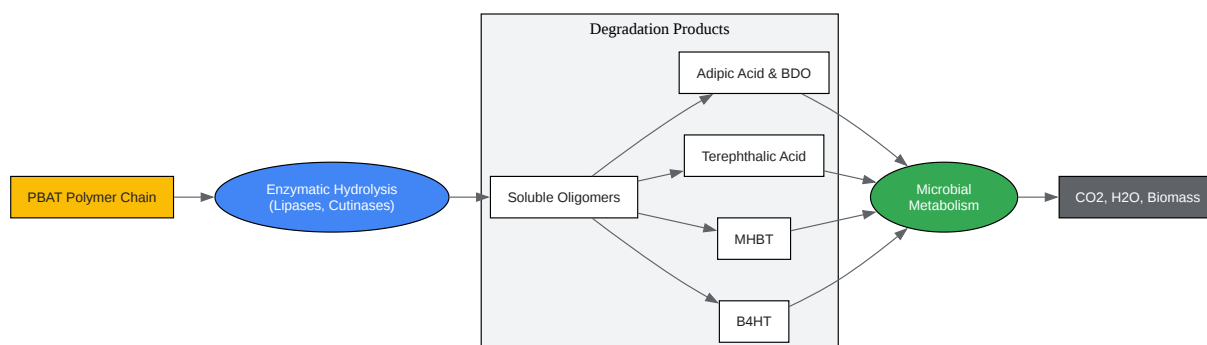 Degradation Products
PBAT Polymer Chain
Enzymatic Hydrolysis
(Lipases, Cutinases)
Soluble Oligomers
Adipic Acid & BDO
Terephthalic Acid
MHBT
B4HT
Microbial
Metabolism
CO2, H2O, Biomass